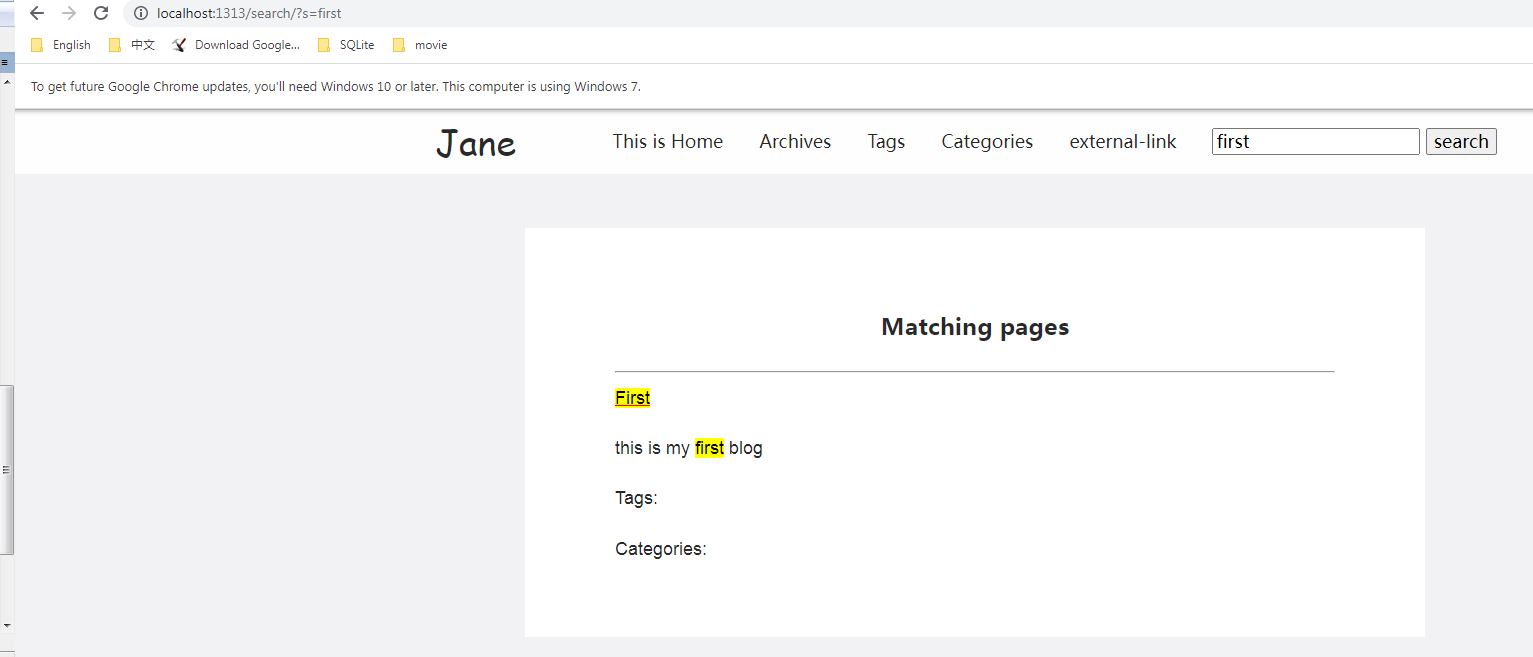 localhost:1313/search/?s=first
English 中文 Download Google... SQLite movie
To get future Google Chrome updates, you'll need Windows 10 or later. This computer is using Windows 7.
Jane This is Home Archives Tags Categories external-link first search
Matching pages
First
this is my first blog
Tags:
Categories: